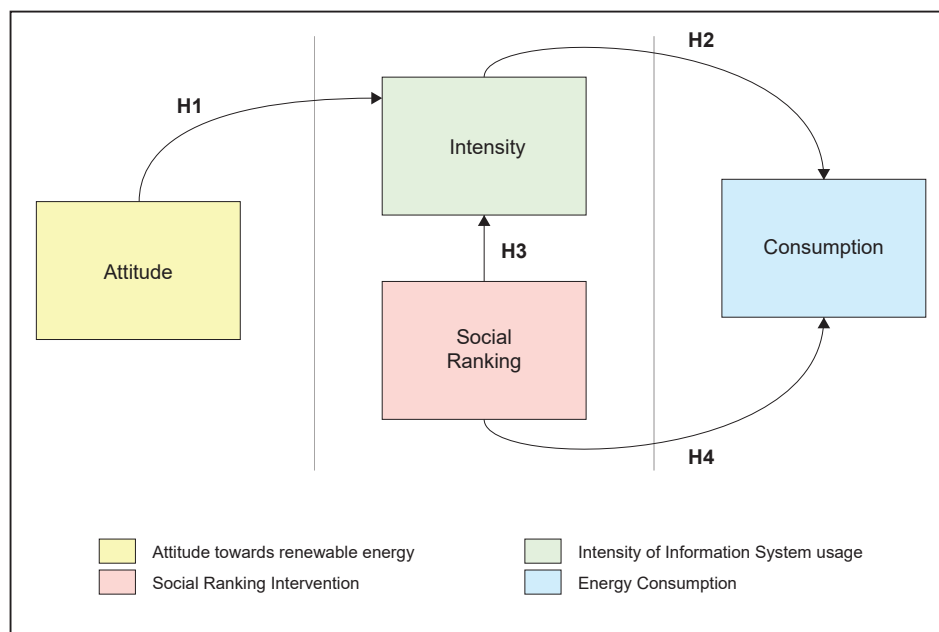 H1
H2
Intensity
Attitude
Consumption
H3
Social
Ranking
H4
Attitude towards renewable energy
Intensity of Information System usage
Social Ranking Intervention
Energy Consumption